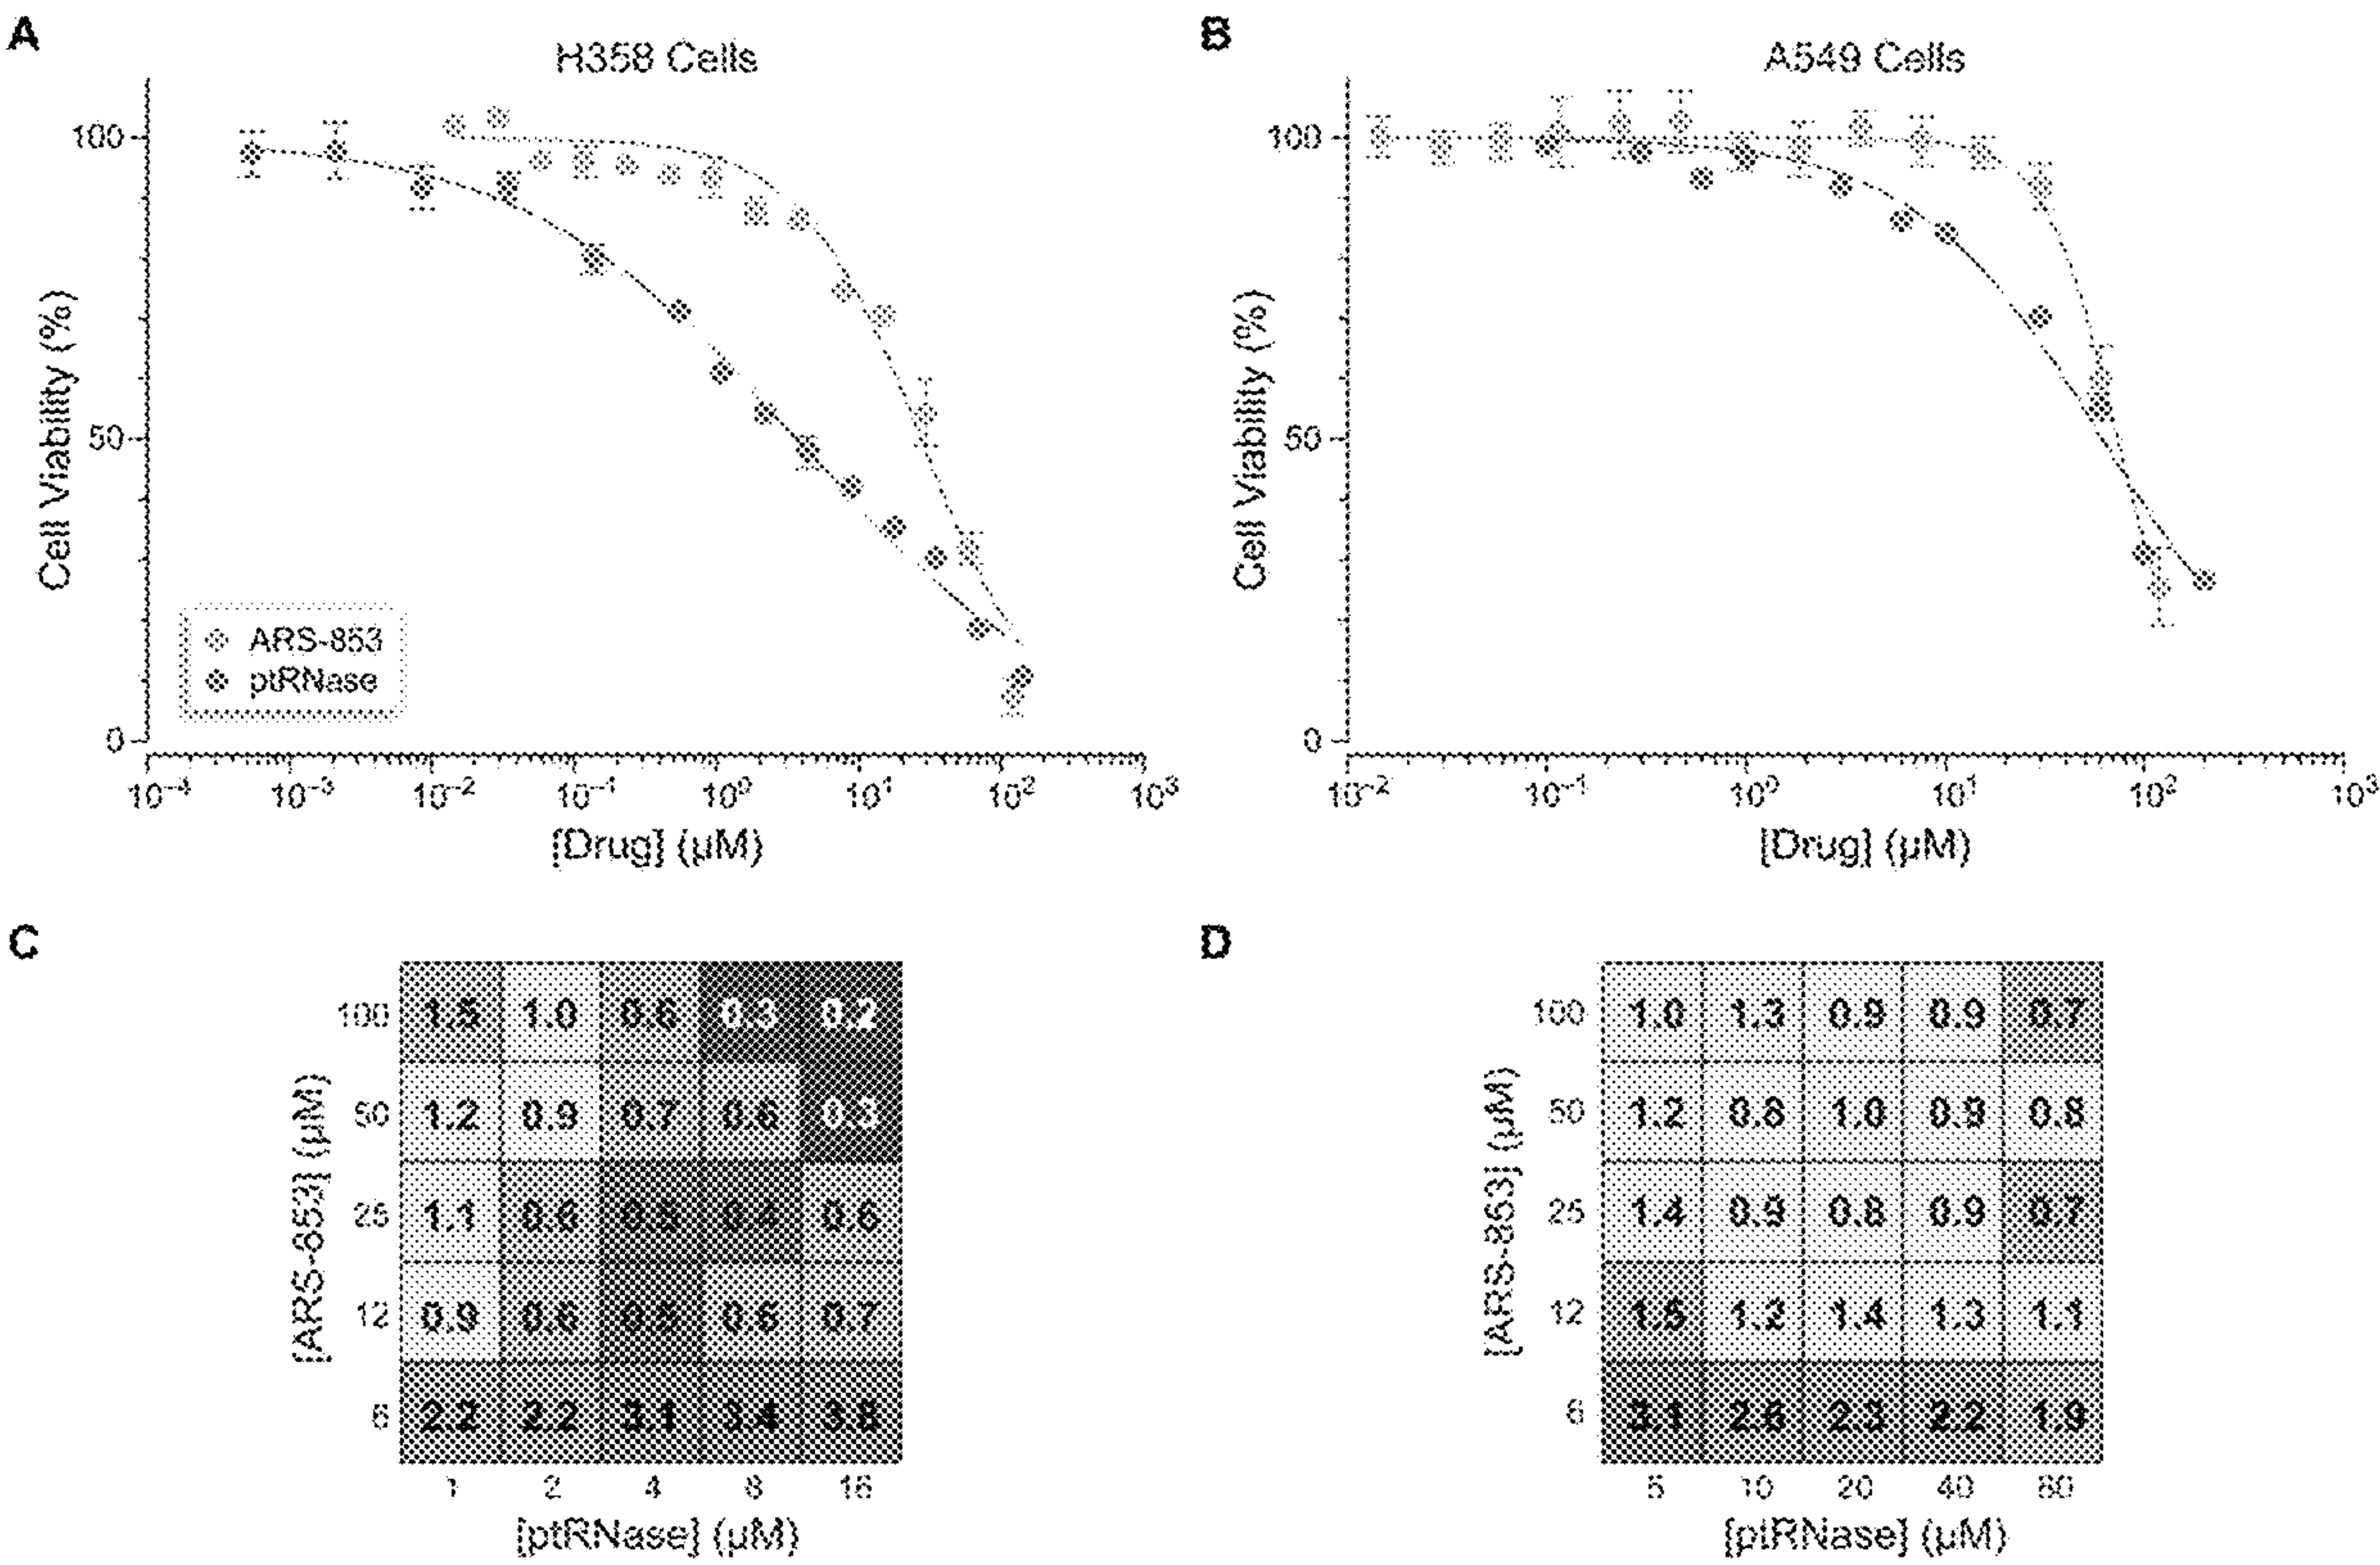 A
H358 Cells
Cell Viability (%)
100
50
0
ARS-853
ptRNase
10-4 10-3 10-2 10-1 100 101 102 103
[Drug] (µM)
B
A549 Cells
Cell Viability (%)
100
50
0
10-2 10-1 100 101 102 103
[Drug] (µM)
C
[ARS-853] (µM)
100 1.5 1.0 0.6 0.3 0.2
50 1.2 0.9 0.7 0.6 0.3
25 1.1 0.6 0.5 0.4 0.6
12 0.9 0.6 0.5 0.6 0.7
6 2.2 2.2 3.1 3.4 3.8
1 2 4 8 16
[ptRNase] (µM)
D
[ARS-853] (µM)
100 1.0 1.3 0.9 0.9 0.7
50 1.2 0.8 1.0 0.9 0.8
25 1.4 0.9 0.8 0.9 0.7
12 1.5 1.2 1.4 1.3 1.1
6 3.1 2.6 2.3 2.2 1.9
5 10 20 40 80
[ptRNase] (µM)